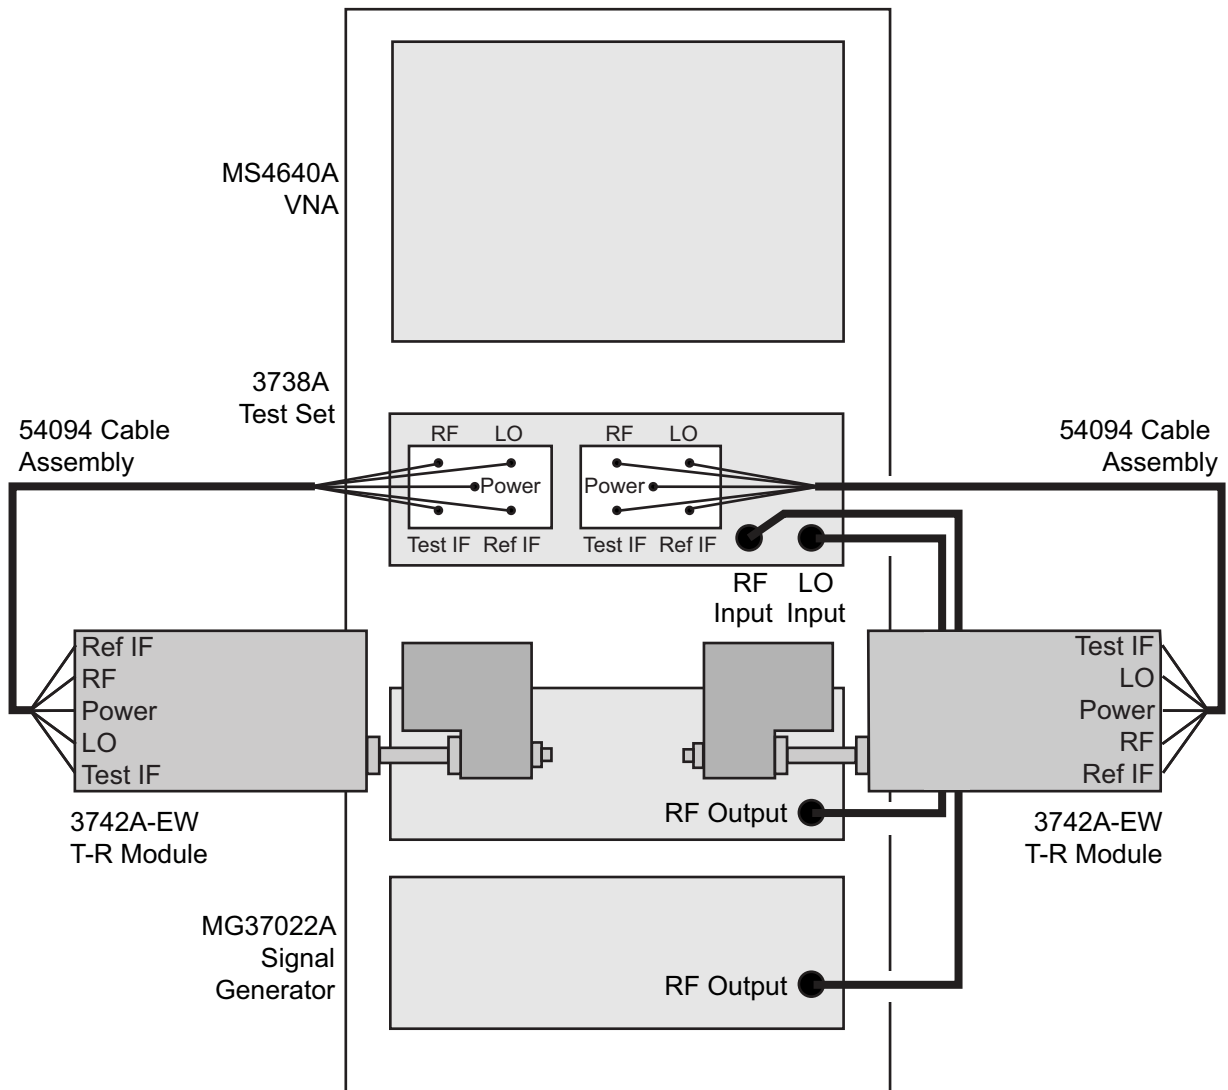 MS4640A
VNA
3738A
Test Set
54094 Cable
Assembly
54094 Cable
Assembly
RF LO
Power
Test IF Ref IF
RF LO
Power
Test IF Ref IF
RF
Input
LO
Input
Ref IF
RF
Power
LO
Test IF
3742A-EW
T-R Module
Test IF
LO
Power
RF
Ref IF
3742A-EW
T-R Module
RF Output
MG37022A
Signal
Generator
RF Output